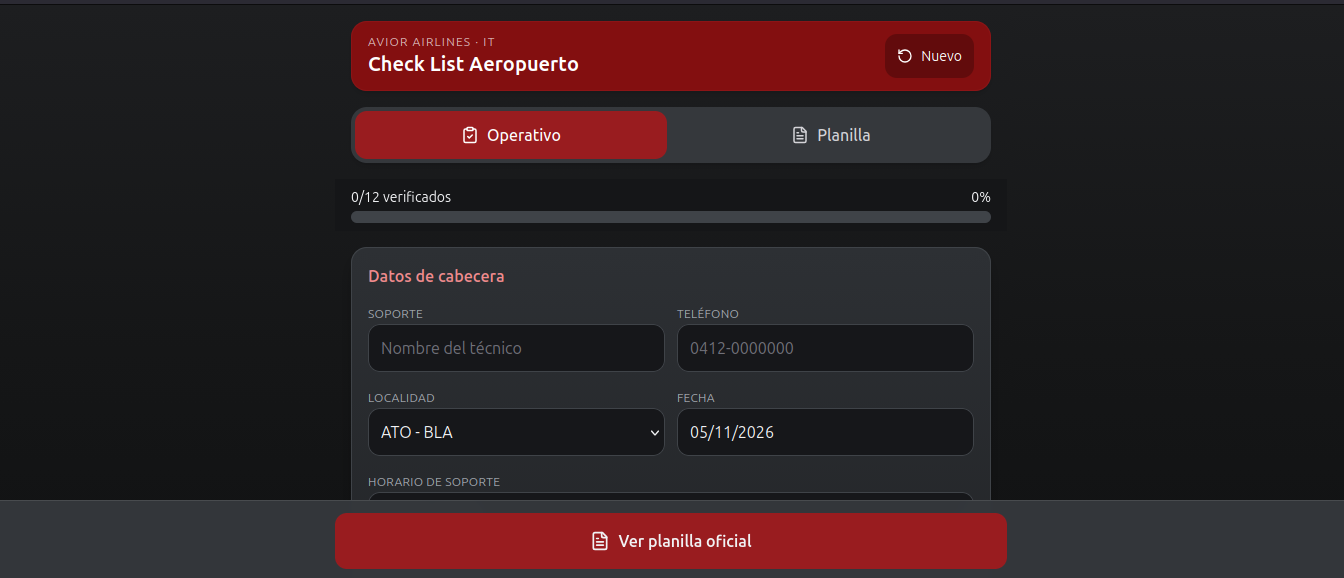 AVIOR AIRLINES · IT
Check List Aeropuerto
Nuevo
Operativo
Planilla
0/12 verificados
0%
Datos de cabecera
SOPORTE
TELÉFONO
Nombre del técnico
0412-0000000
LOCALIDAD
FECHA
ATO - BLA
05/11/2026
HORARIO DE SOPORTE
Ver planilla oficial